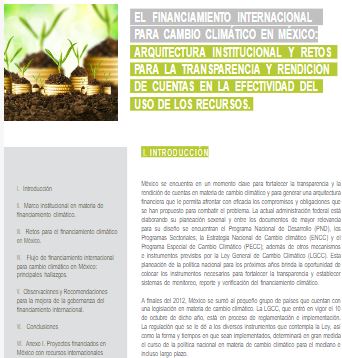 EL FINANCIAMIENTO INTERNACIONAL
PARA CAMBIO CLIMÁTICO EN MÉXICO:
ARQUITECTURA INSTITUCIONAL Y RETOS
PARA LA TRANSPARENCIA Y RENDICIÓN
DE CUENTAS EN LA EFECTIVIDAD DEL
USO DE LOS RECURSOS.
I. INTRODUCCIÓN
I. Introducción
II. Marco institucional en materia de
financiamiento climático.
III. Retos para el financiamiento climático
en México.
IV. Flujo de financiamiento internacional
para cambio climático en México:
principales hallazgos.
V. Observaciones y Recomendaciones
para la mejora de la gobernanza del
financiamiento internacional.
VI. Conclusiones
VII. Anexo I. Proyectos financiados en
México con recursos internacionales
México se encuentra en un momento clave para fortalecer la transparencia y la
rendición de cuentas en materia de cambio climático y para generar una arquitectura
financiera que le permita afrontar con eficacia los compromisos y obligaciones que
se han propuesto para combatir el problema. La actual administración federal está
elaborando su planeación sexenal y entre los documentos de mayor relevancia
para su diseño se encuentran el Programa Nacional de Desarrollo (PND), los
Programas Sectoriales, la Estrategia Nacional de Cambio climático (ENCC) y el
Programa Especial de Cambio Climático (PECC); además de otros mecanismos
e instrumentos previstos por la Ley General de Cambio Climático (LGCC). Esta
planeación de la política nacional para los próximos años brinda la oportunidad de
colocar los instrumentos necesarios para fortalecer la transparencia y establecer
sistemas de monitoreo, reporte y verificación del financiamiento climático.
A finales del 2012, México se sumó al pequeño grupo de países que cuentan con
una legislación en materia de cambio climático. La LGCC, que entró en vigor el 10
de octubre de dicho año, está en proceso de reglamentación e implementación.
La regulación que se le dé a los diversos instrumentos que contempla la Ley, así
como la forma y tiempos en que sean implementados, determinará en gran medida
el curso de la política nacional en materia de cambio climático para el mediano e
incluso largo plazo.